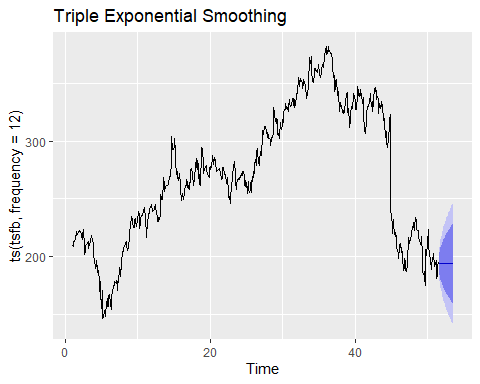 Triple Exponential Smoothing
ts(tsfb, frequency = 12)
300
200
0
20
40
Time